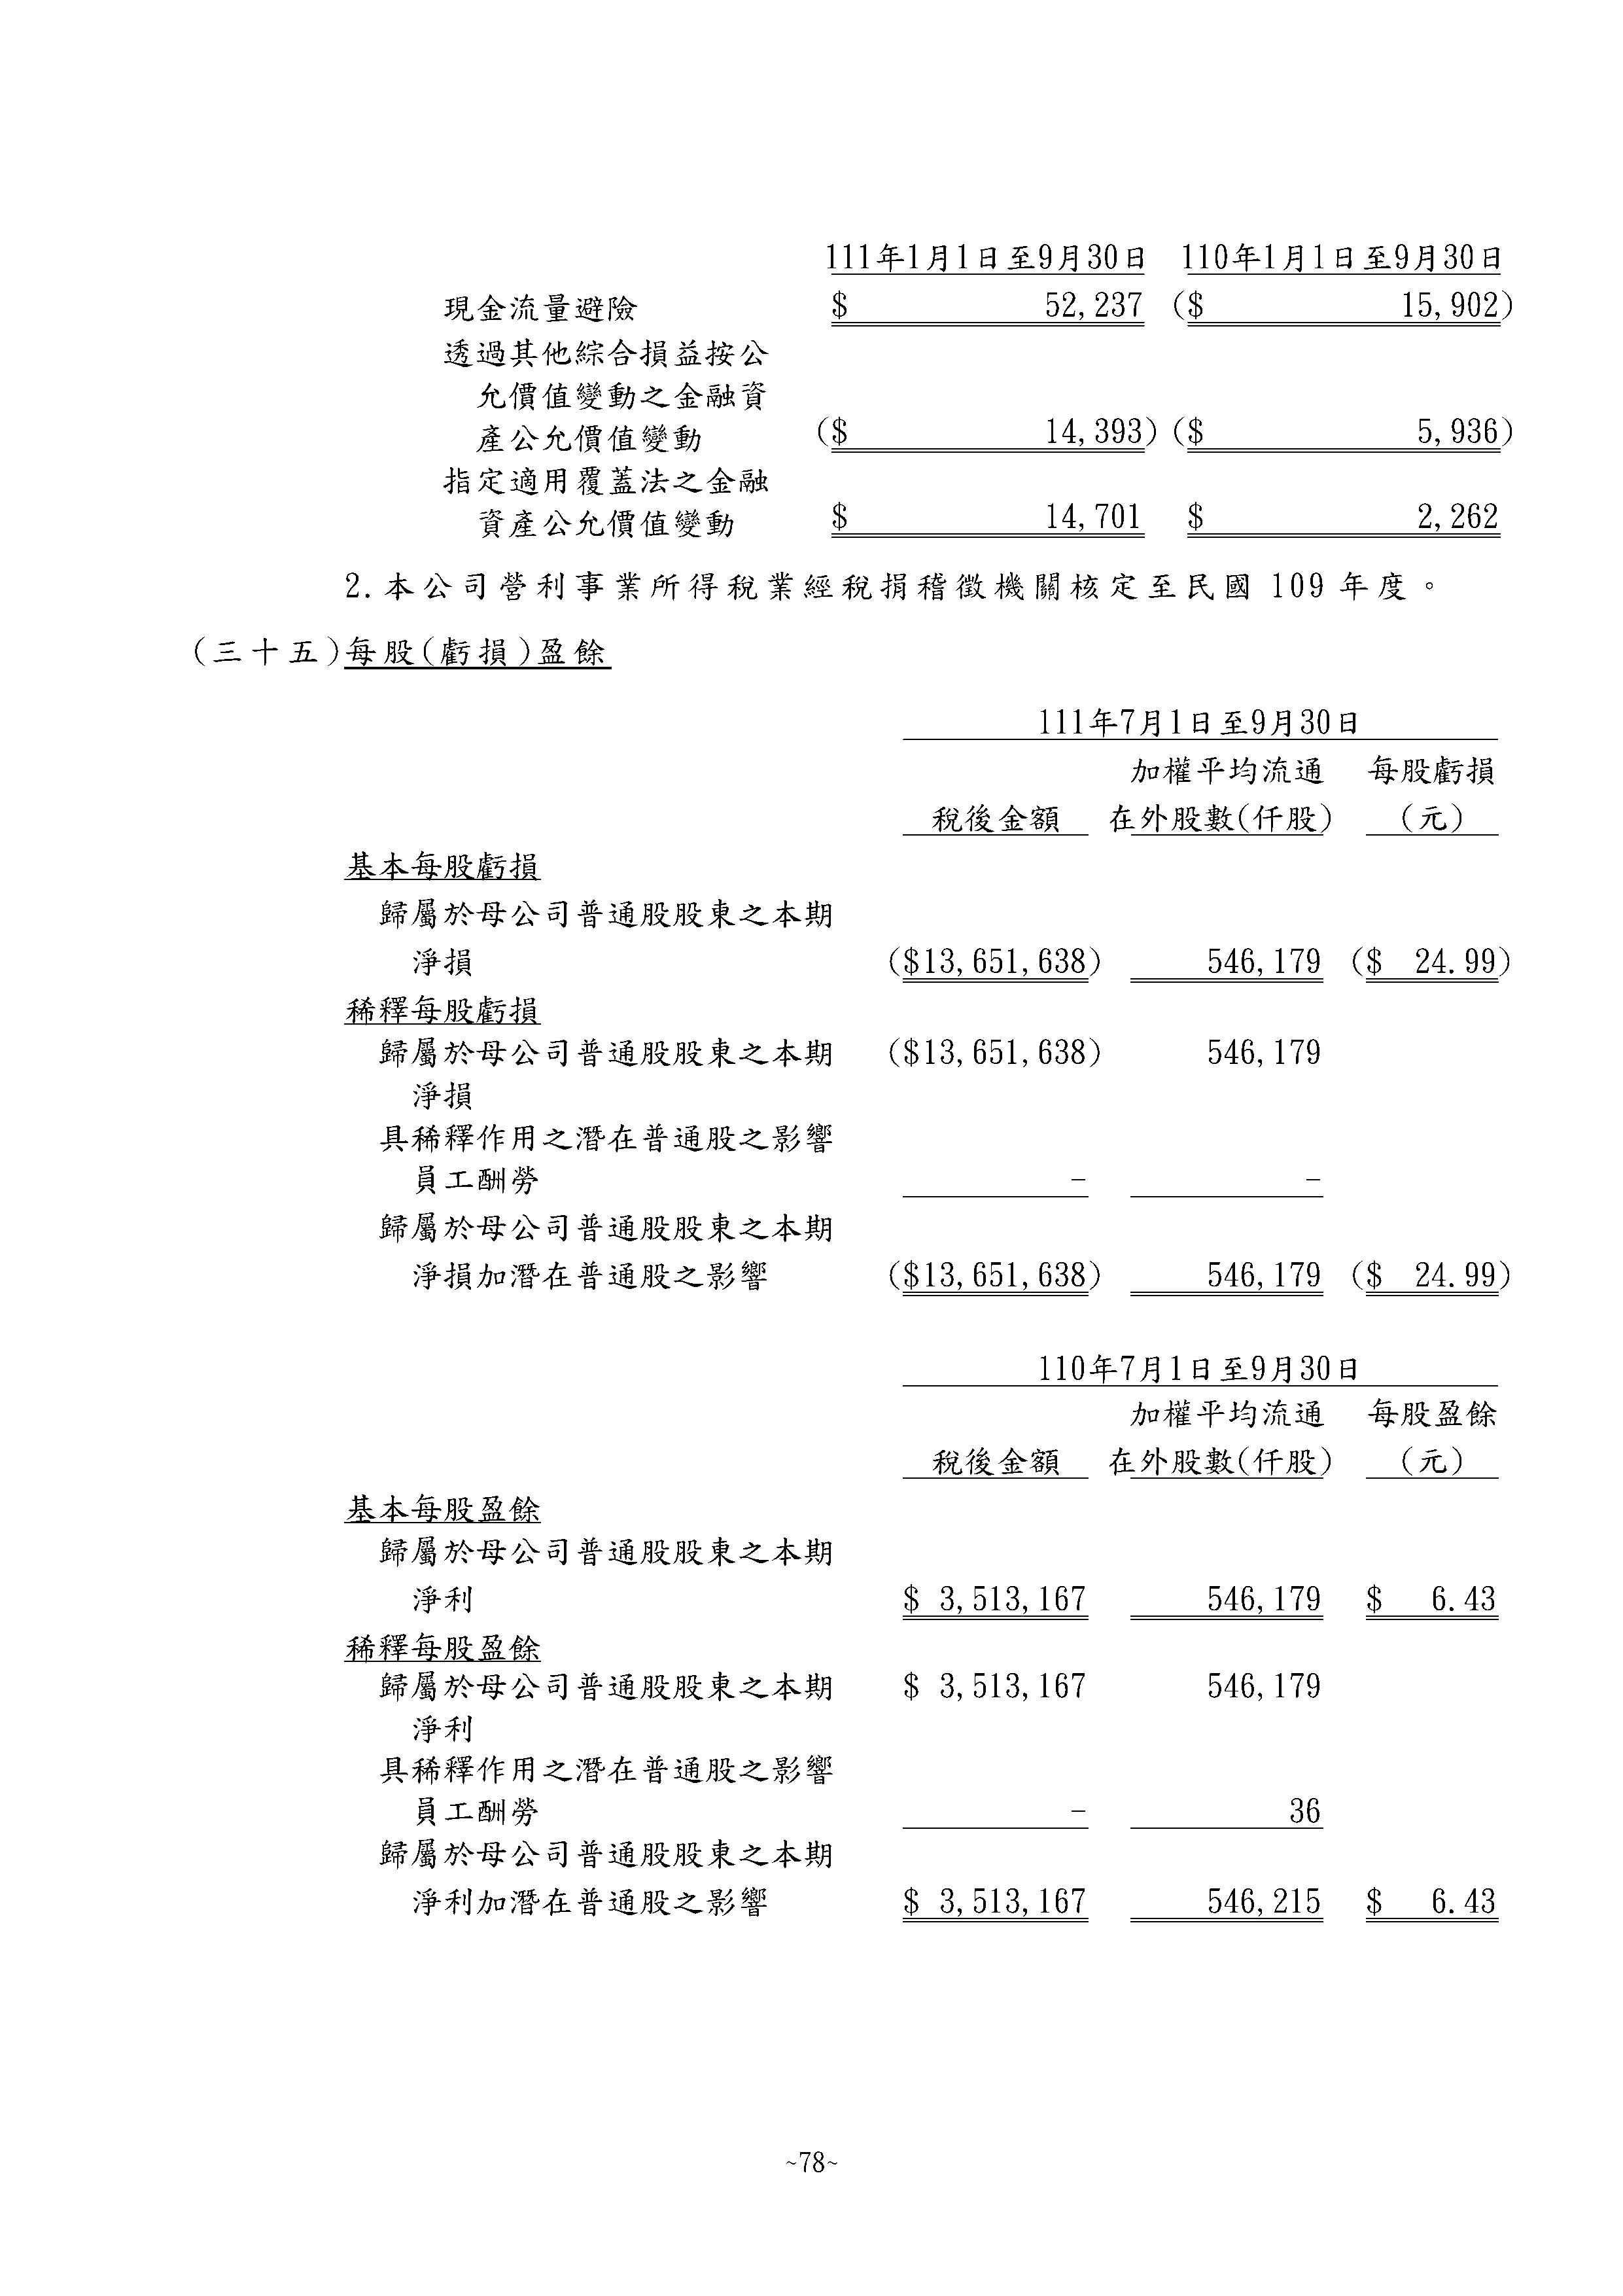 111年1月1日至9月30日 110年1月1日至9月30日
現金流量避險 $ 52,237 ($ 15,902)
透過其他綜合損益按公
允價值變動之金融資
產公允價值變動 ($ 14,393) ($ 5,936)
指定適用覆蓋法之金融
資產公允價值變動 $ 14,701 $ 2,262
2.本公司營利事業所得稅業經稅捐稽徵機關核定至民國 109 年度。
(三十五)每股(虧損)盈餘
111年7月1日至9月30日
加權平均流通 每股虧損
稅後金額 在外股數(仟股) (元)
基本每股虧損
歸屬於母公司普通股股東之本期
淨損 ($13,651,638) 546,179 ($ 24.99)
稀釋每股虧損
歸屬於母公司普通股股東之本期 ($13,651,638) 546,179
淨損
具稀釋作用之潛在普通股之影響
員工酬勞 - -
歸屬於母公司普通股股東之本期
淨損加潛在普通股之影響 ($13,651,638) 546,179 ($ 24.99)
110年7月1日至9月30日
加權平均流通 每股盈餘
稅後金額 在外股數(仟股) (元)
基本每股盈餘
歸屬於母公司普通股股東之本期
淨利 $ 3,513,167 546,179 $ 6.43
稀釋每股盈餘
歸屬於母公司普通股股東之本期 $ 3,513,167 546,179
淨利
具稀釋作用之潛在普通股之影響
員工酬勞 - 36
歸屬於母公司普通股股東之本期
淨利加潛在普通股之影響 $ 3,513,167 546,215 $ 6.43
~78~